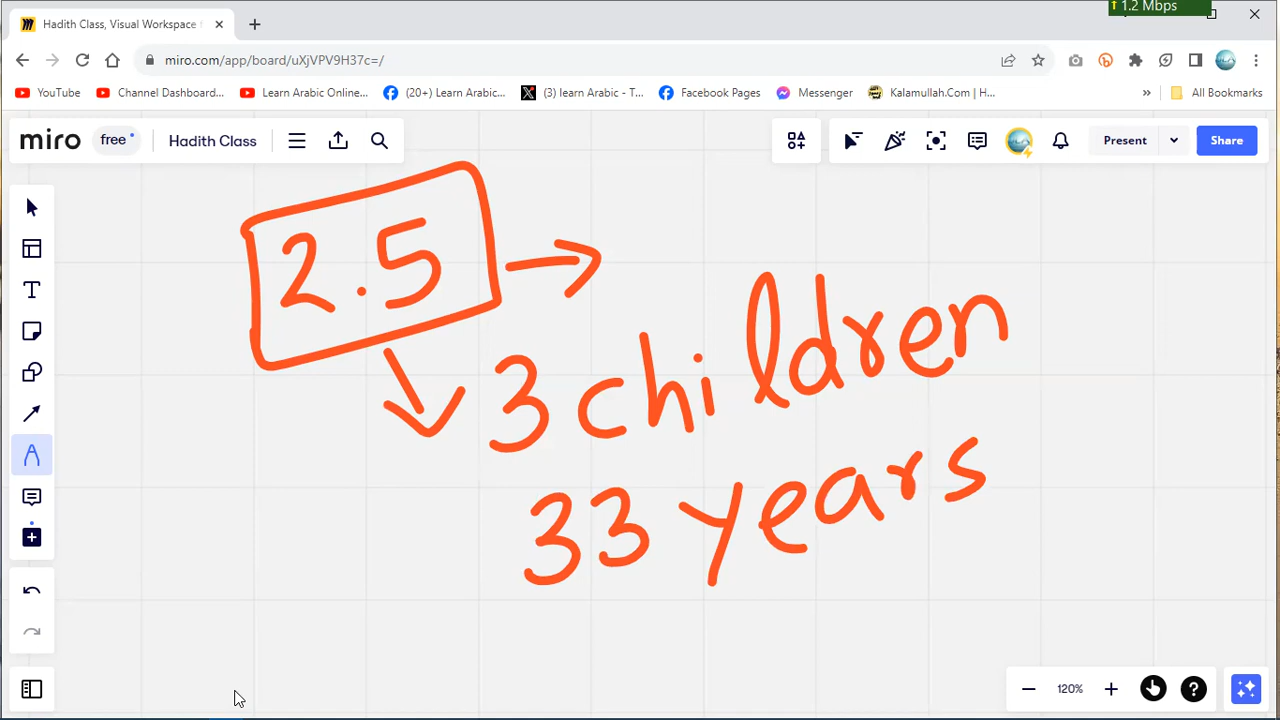 1.2 Mbps
Hadith Class, Visual Workspace
miro.com/app/board/uXjVPV9H37c=/
YouTube Channel Dashboard... Learn Arabic Online... (20+) Learn Arabic... (3) learn Arabic - T... Facebook Pages Messenger Kalamullah.Com | H... » All Bookmarks
miro free Hadith Class Present Share
2.5
3 children
33 years
120%